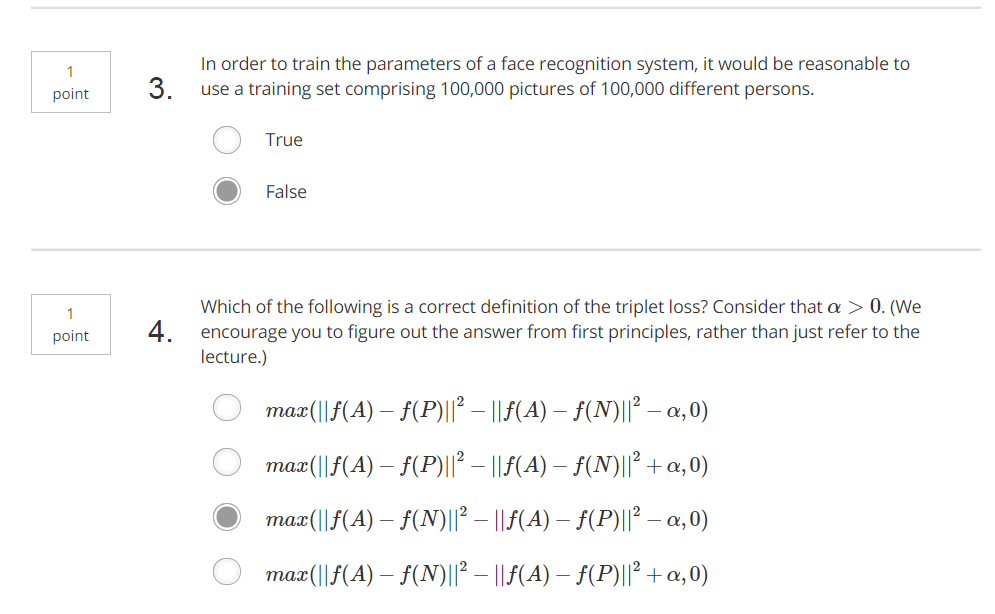 1
point
3.
In order to train the parameters of a face recognition system, it would be reasonable to
use a training set comprising 100,000 pictures of 100,000 different persons.
True
False
1
point
4.
Which of the following is a correct definition of the triplet loss? Consider that α > 0. (We
encourage you to figure out the answer from first principles, rather than just refer to the
lecture.)
max(||f(A) − f(P)||² − ||f(A) − f(N)||² − α, 0)
max(||f(A) − f(P)||² − ||f(A) − f(N)||² + α, 0)
max(||f(A) − f(N)||² − ||f(A) − f(P)||² − α, 0)
max(||f(A) − f(N)||² − ||f(A) − f(P)||² + α, 0)